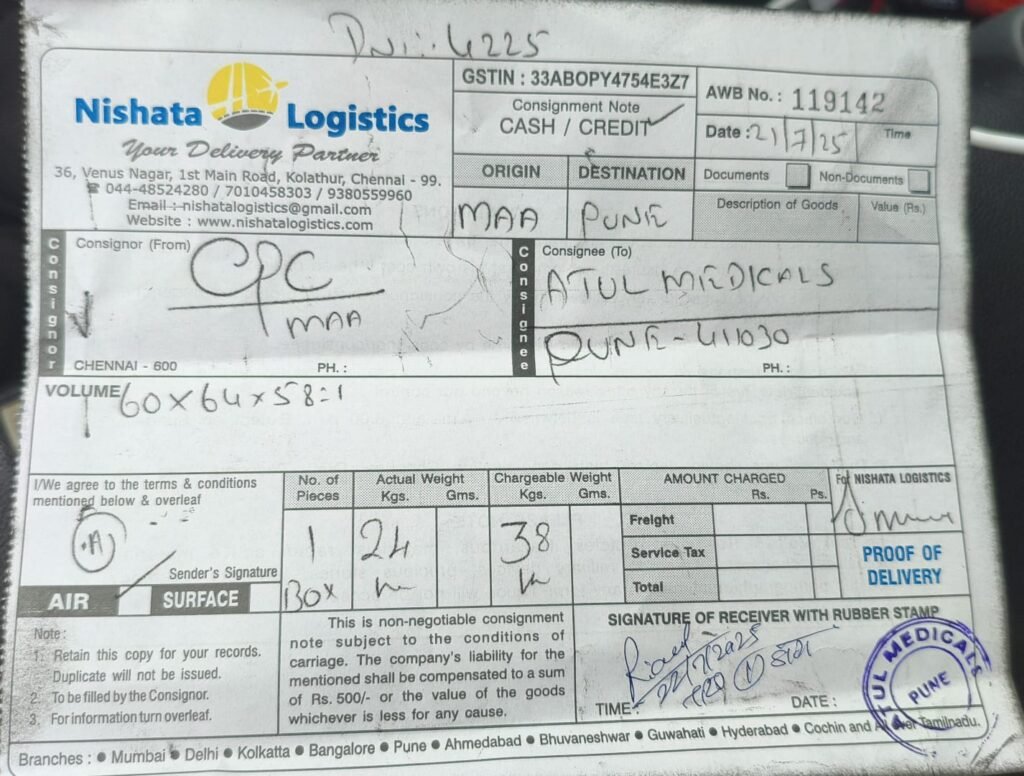 DNi: 4225
Nishata Logistics
Your Delivery Partner
36, Venus Nagar, 1st Main Road, Kolathur, Chennai - 99.
☎ 044-48524280 / 7010458303 / 9380559960
Email :- nishatalogistics@gmail.com
Website : www.nishatalogistics.com
GSTIN : 33ABOPY4754E3Z7
Consignment Note
CASH / CREDIT
AWB No. : 119142
Date : 21/7/25 Time
ORIGIN DESTINATION
MAA PUNE
Documents Non-Documents
Description of Goods Value (Rs.)
Consignor
Consignor (From)
CPC
MAA
CHENNAI - 600 PH. :
Consignee
Consignee (To)
ATUL MEDICALS
PUNE - 411030
PH. :
VOLUME 60 x 64 x 58 = 1
I/We agree to the terms & conditions
mentioned below & overleaf
A
Sender's Signature
AIR SURFACE
No. of Pieces
1
Box
Actual Weight
Kgs. Gms.
24
Chargeable Weight
Kgs. Gms.
38
AMOUNT CHARGED
Rs. Ps.
Freight
Service Tax
Total
For NISHATA LOGISTICS
PROOF OF
DELIVERY
Note :
1. Retain this copy for your records.
Duplicate will not be issued.
2. To be filled by the Consignor.
3. For information turn overleaf.
This is non-negotiable consignment
note subject to the conditions of
carriage. The company's liability for the
mentioned shall be compensated to a sum
of Rs. 500/- or the value of the goods
whichever is less for any cause.
SIGNATURE OF RECEIVER WITH RUBBER STAMP
22/7/2025
TIME : DATE :
ATUL MEDICALS
PUNE
Branches : ● Mumbai ● Delhi ● Kolkatta ● Bangalore ● Pune ● Ahmedabad ● Bhuvaneshwar ● Guwahati ● Hyderabad ● Cochin and All over Tamilnadu.